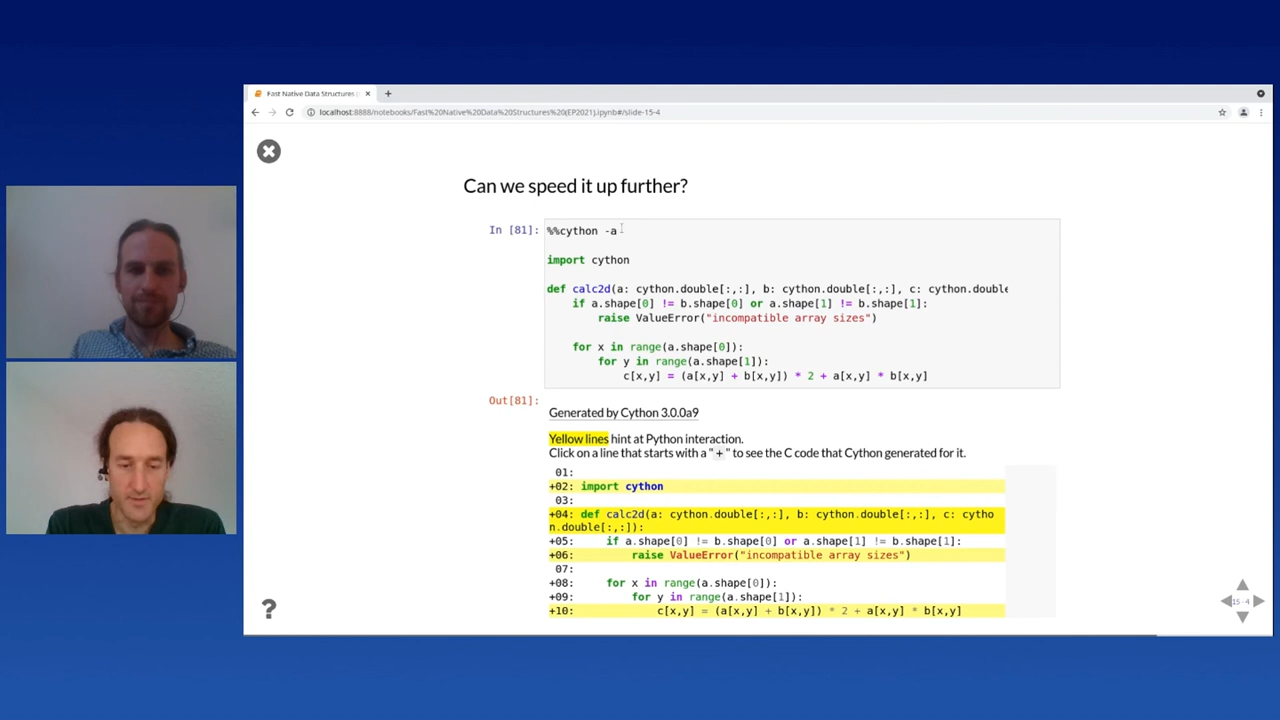 Fast Native Data Structures (
localhost:8888/notebooks/Fast%20Native%20Data%20Structures%20(EP2021).ipynb#/slide-15-4
Can we speed it up further?
In [81]:
%%cython -a
import cython
def calc2d(a: cython.double[:,:], b: cython.double[:,:], c: cython.double
if a.shape[0] != b.shape[0] or a.shape[1] != b.shape[1]:
raise ValueError("incompatible array sizes")
for x in range(a.shape[0]):
for y in range(a.shape[1]):
c[x,y] = (a[x,y] + b[x,y]) * 2 + a[x,y] * b[x,y]
Out[81]:
Generated by Cython 3.0.0a9
Yellow lines hint at Python interaction.
Click on a line that starts with a "+" to see the C code that Cython generated for it.
01:
+02: import cython
03:
+04: def calc2d(a: cython.double[:,:], b: cython.double[:,:], c: cytho
n.double[:,:]):
+05: if a.shape[0] != b.shape[0] or a.shape[1] != b.shape[1]:
+06: raise ValueError("incompatible array sizes")
07:
+08: for x in range(a.shape[0]):
+09: for y in range(a.shape[1]):
+10: c[x,y] = (a[x,y] + b[x,y]) * 2 + a[x,y] * b[x,y]
?
15-4